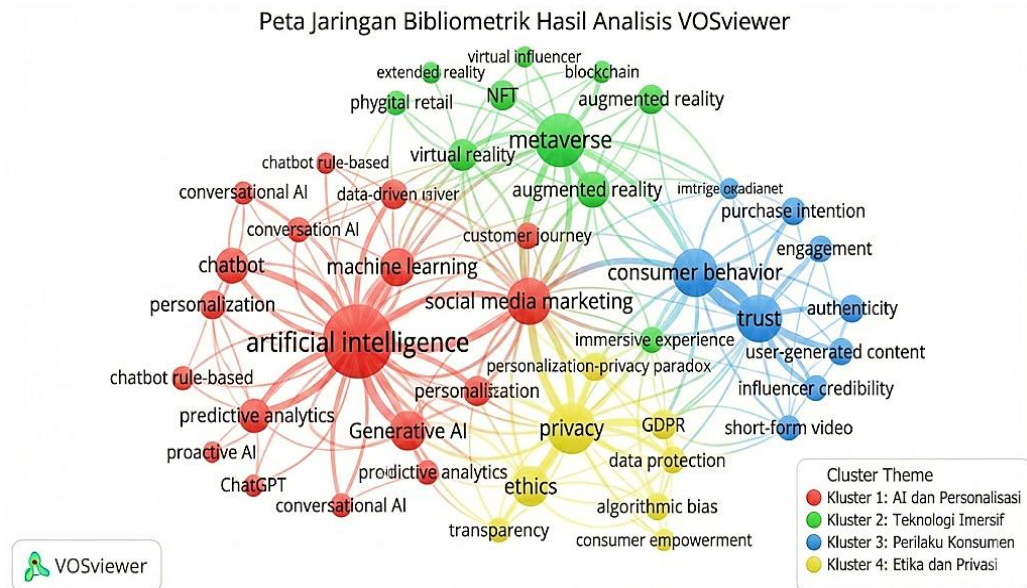 Peta Jaringan Bibliometrik Hasil Analisis VOSviewer
virtual influencer
extended reality
blockchain
phygital retail
NFT
augmented reality
metaverse
virtual reality
chatbot rule-based
conversational AI
data-driven
augmented reality
purchase intention
conversation AI
customer journey
engagement
chatbot
machine learning
consumer behavior
personalization
social media marketing
authenticity
trust
artificial intelligence
immersive experience
user-generated content
personalization-privacy paradox
chatbot rule-based
personalization
influencer credibility
predictive analytics
Generative AI
privacy
GDPR
short-form video
proactive AI
data protection
predictive analytics
ChatGPT
ethics
conversational AI
algorithmic bias
transparency
consumer empowerment
Cluster Theme
Kluster 1: AI dan Personalisasi
Kluster 2: Teknologi Imersif
Kluster 3: Perilaku Konsumen
Kluster 4: Etika dan Privasi
VOSviewer